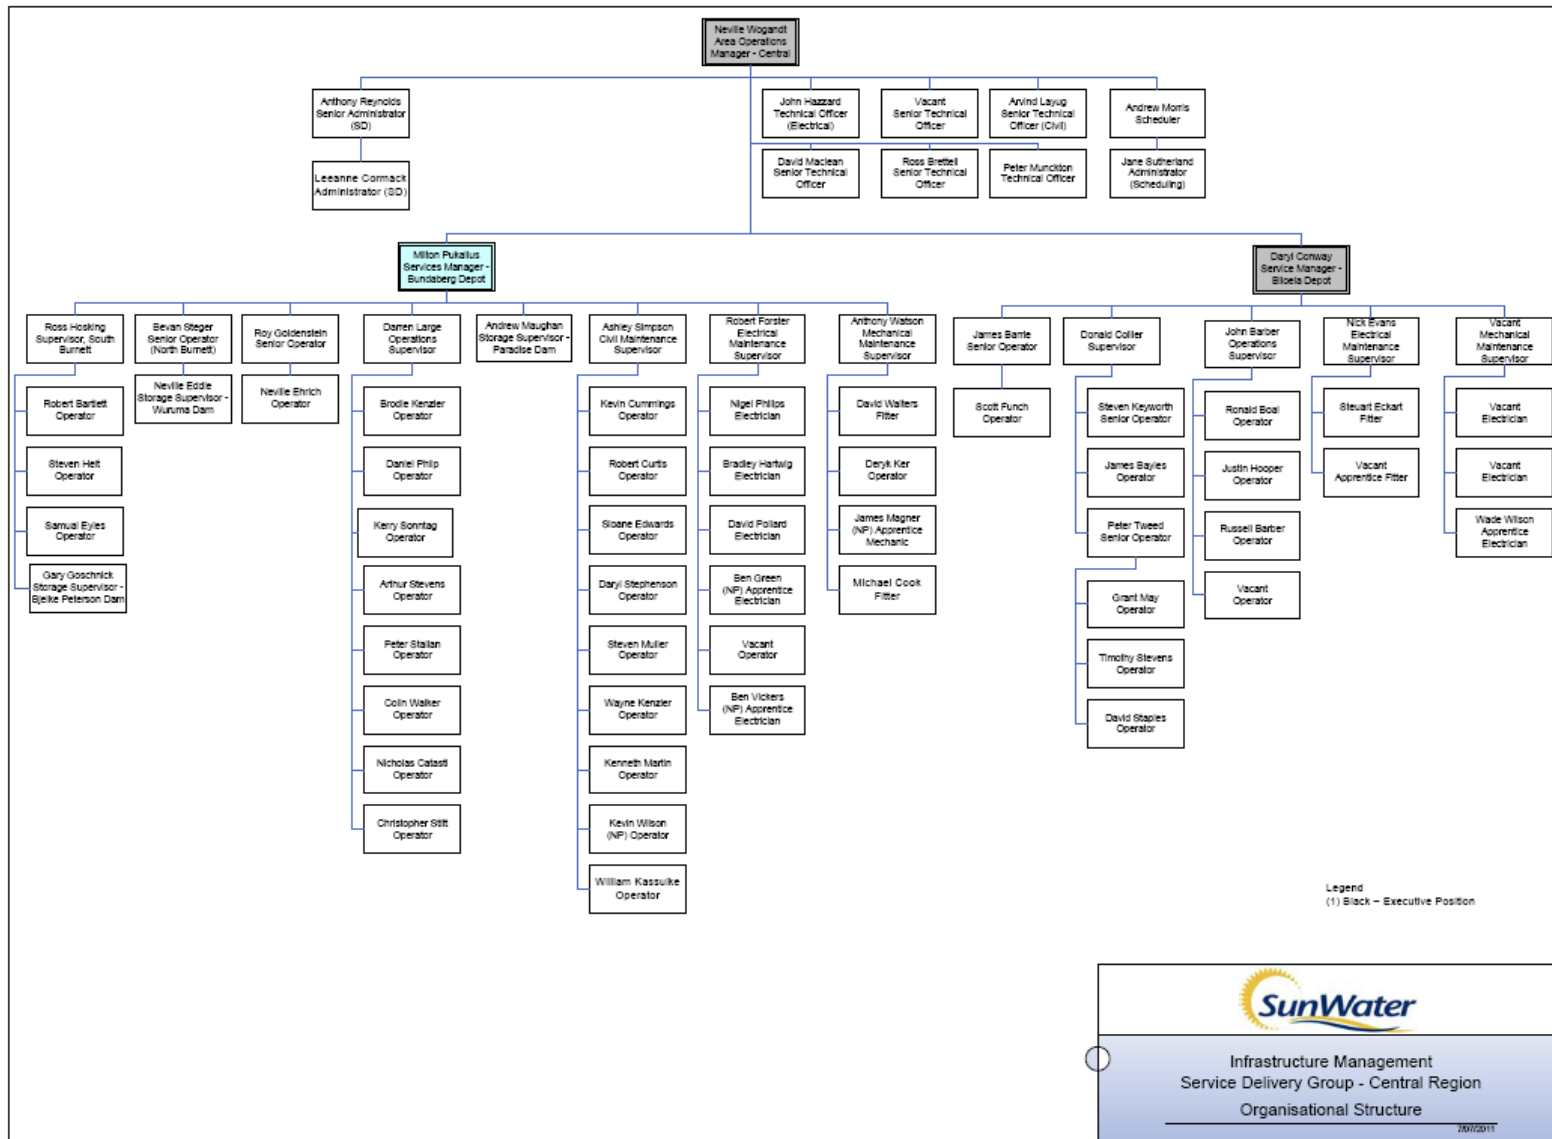 Neville Wogandt
Area Operations
Manager - Central
Anthony Reynolds
Senior Administrator
(SD)
John Hazzard
Technical Officer
(Electrical)
Vacant
Senior Technical
Officer
Arvind Layug
Senior Technical
Officer (Civil)
Andrew Morris
Scheduler
Leeanne Cormack
Administrator (SD)
David Maclean
Senior Technical
Officer
Ross Brettell
Senior Technical
Officer
Peter Munckton
Technical Officer
Jane Sutherland
Administrator
(Scheduling)
Milton Pukallus
Services Manager -
Bundaberg Depot
Daryl Conway
Service Manager -
Biloela Depot
Ross Hosking
Supervisor, South
Burnett
Bevan Steger
Senior Operator
(North Burnett)
Roy Goldenstein
Senior Operator
Darren Large
Operations
Supervisor
Andrew Maughan
Storage Supervisor -
Paradise Dam
Ashley Simpson
Civil Maintenance
Supervisor
Robert Forster
Electrical
Maintenance
Supervisor
Anthony Watson
Mechanical
Maintenance
Supervisor
James Barrie
Senior Operator
Donald Collier
Supervisor
John Barber
Operations
Supervisor
Nick Evans
Electrical
Maintenance
Supervisor
Vacant
Mechanical
Maintenance
Supervisor
Robert Bartlett
Operator
Steven Heit
Operator
Samual Eyles
Operator
Gary Goschnick
Storage Supervisor -
Bjelke Peterson Dam
Neville Eddie
Storage Supervisor -
Wuruma Dam
Neville Ehrich
Operator
Brodie Kenzler
Operator
Daniel Philp
Operator
Kerry Sonntag
Operator
Arthur Stevens
Operator
Peter Stallan
Operator
Colin Walker
Operator
Nicholas Catasti
Operator
Christopher Stitt
Operator
Kevin Cummings
Operator
Robert Curtis
Operator
Sloane Edwards
Operator
Daryl Stephenson
Operator
Steven Muller
Operator
Wayne Kenzler
Operator
Kenneth Martin
Operator
Kevin Wilson
(NP) Operator
William Kassulke
Operator
Nigel Philips
Electrician
Bradley Hartwig
Electrician
David Pollard
Electrician
Ben Green
(NP) Apprentice
Electrician
Vacant
Operator
Ben Vickers
(NP) Apprentice
Electrician
David Walters
Fitter
Deryk Ker
Operator
James Magner
(NP) Apprentice
Mechanic
Michael Cook
Fitter
Scott Funch
Operator
Steven Keyworth
Senior Operator
James Bayles
Operator
Peter Tweed
Senior Operator
Grant May
Operator
Timothy Stevens
Operator
David Staples
Operator
Ronald Boal
Operator
Justin Hooper
Operator
Russell Barber
Operator
Vacant
Operator
Steuart Eckart
Fitter
Vacant
Apprentice Fitter
Vacant
Electrician
Vacant
Electrician
Wade Wilson
Apprentice
Electrician
Legend
(1) Black – Executive Position
SunWater
Infrastructure Management
Service Delivery Group - Central Region
Organisational Structure
7/07/2011